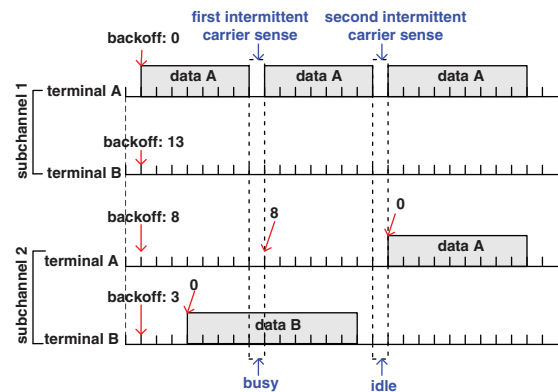 first intermittent
carrier sense
second intermittent
carrier sense
backoff: 0
subchannel 1
terminal A
data A
data A
data A
backoff: 13
terminal B
subchannel 2
backoff: 8
8
0
terminal A
data A
backoff: 3
0
terminal B
data B
busy
idle